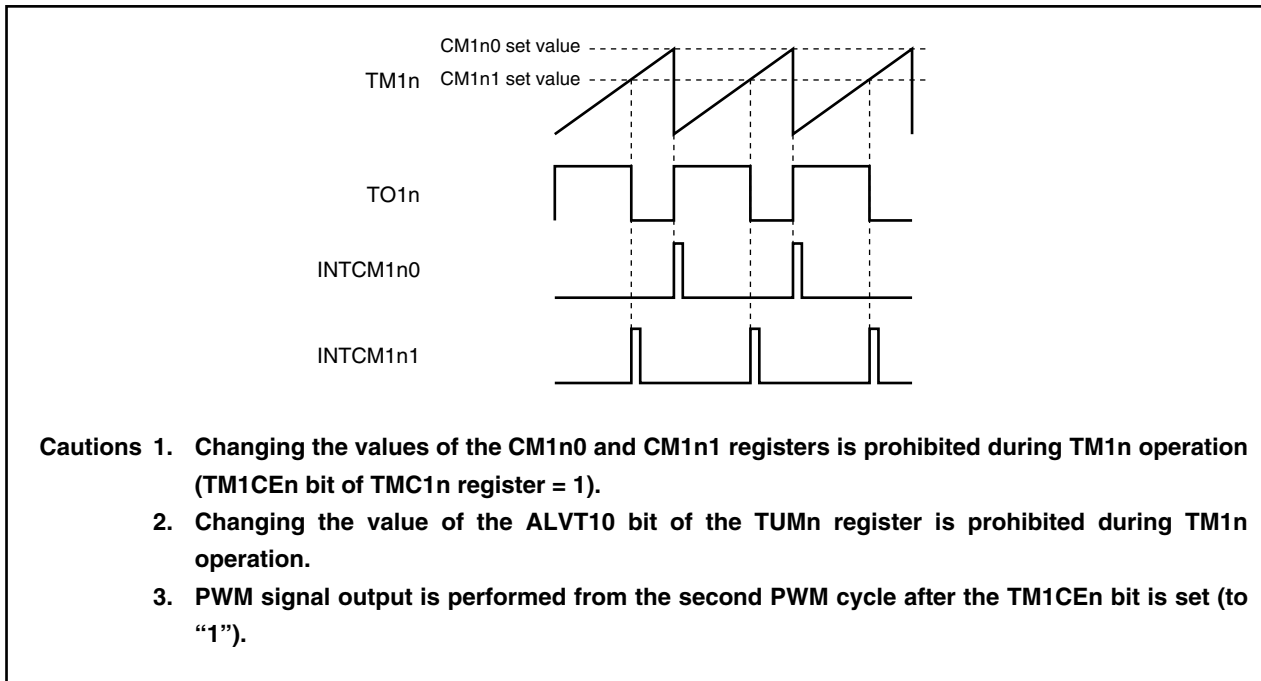 CM1n0 set value
TM1n CM1n1 set value
TO1n
INTCM1n0
INTCM1n1
Cautions 1. Changing the values of the CM1n0 and CM1n1 registers is prohibited during TM1n operation
(TM1CEn bit of TMC1n register = 1).
2. Changing the value of the ALVT10 bit of the TUMn register is prohibited during TM1n
operation.
3. PWM signal output is performed from the second PWM cycle after the TM1CEn bit is set (to
“1”).